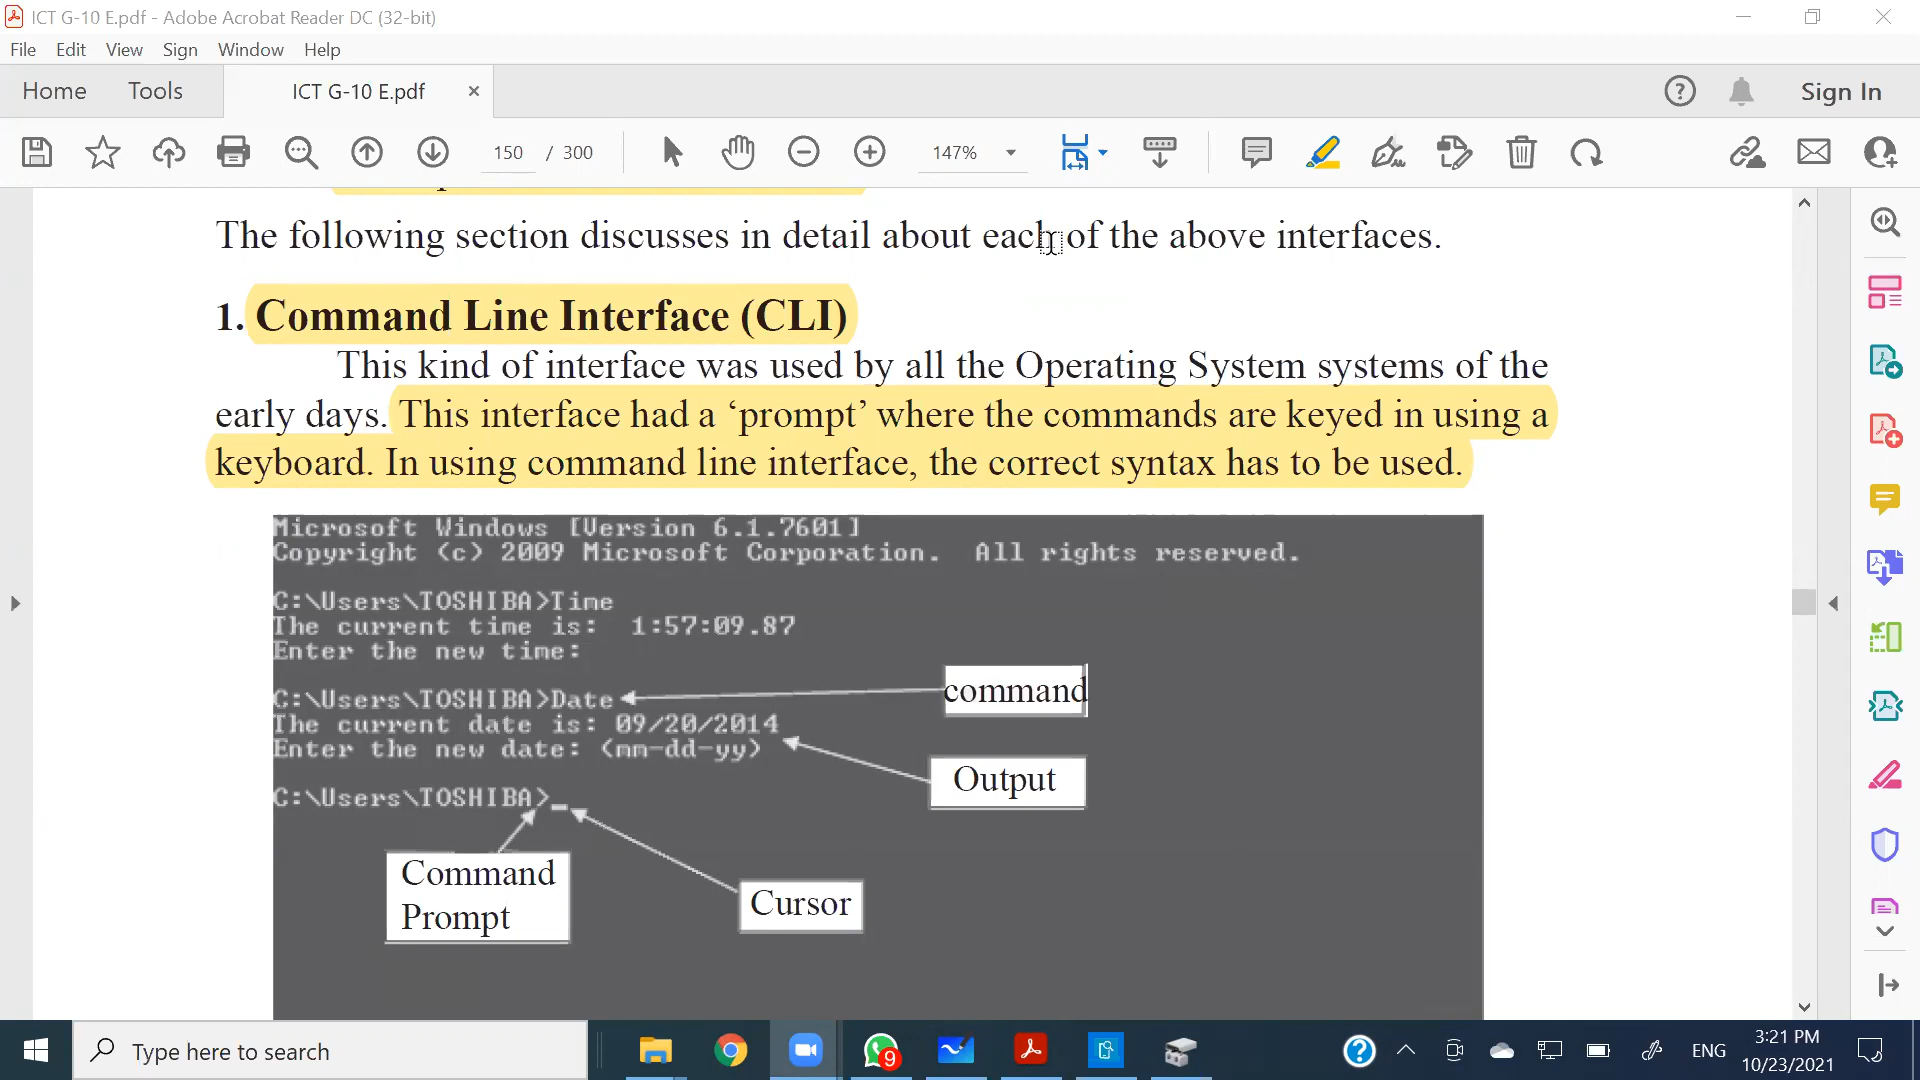 ICT G-10 E.pdf - Adobe Acrobat Reader DC (32-bit)
File Edit View Sign Window Help
Home Tools ICT G-10 E.pdf × Sign In
150 / 300 147%
The following section discusses in detail about each of the above interfaces.
1. Command Line Interface (CLI)
This kind of interface was used by all the Operating System systems of the
early days. This interface had a ‘prompt’ where the commands are keyed in using a
keyboard. In using command line interface, the correct syntax has to be used.
Microsoft Windows [Version 6.1.7601]
Copyright (c) 2009 Microsoft Corporation. All rights reserved.
C:\Users\TOSHIBA>Time
The current time is: 1:57:09.87
Enter the new time:
C:\Users\TOSHIBA>Date
command
The current date is: 09/20/2014
Enter the new date: (mm-dd-yy)
Output
C:\Users\TOSHIBA>_
Command
Prompt
Cursor
Type here to search
9
ENG
3:21 PM
10/23/2021